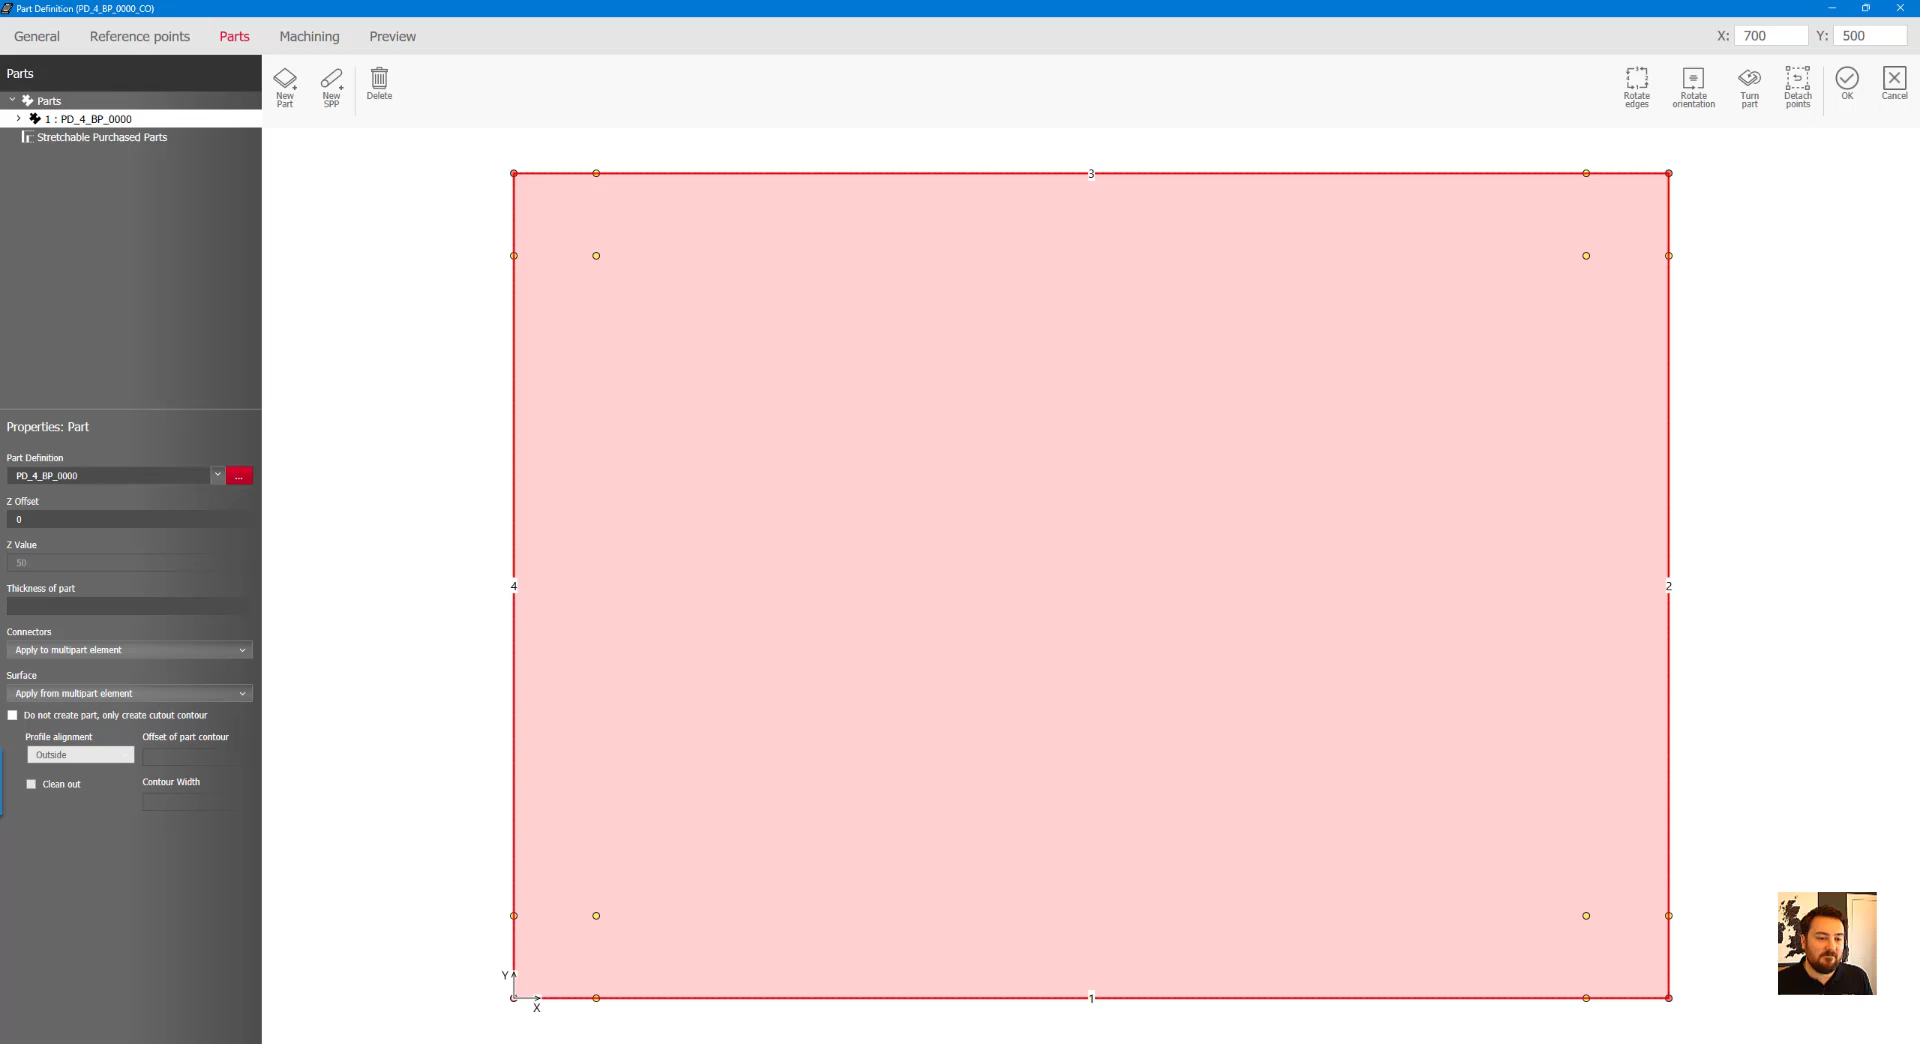 Part Definition (PD_4_BP_0000_CO)
General Reference points Parts Machining Preview X: 700 Y: 500
Parts
New Part
New SPP
Delete
Rotate edges
Rotate orientation
Turn part
Detach points
OK
Cancel
Parts
1 : PD_4_BP_0000
Stretchable Purchased Parts
3
4
2
1
Y
X
Properties: Part
Part Definition
PD_4_BP_0000 ...
Z Offset
0
Z Value
50
Thickness of part
Connectors
Apply to multipart element
Surface
Apply from multipart element
Do not create part, only create cutout contour
Profile alignment Offset of part contour
Outside
Clean out Contour Width